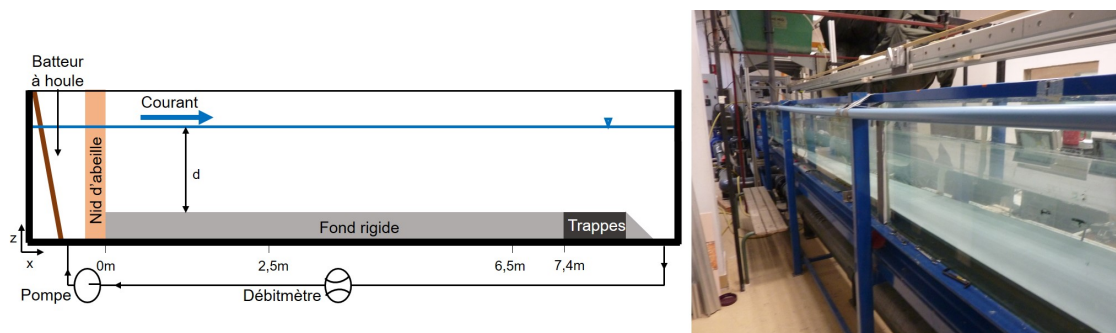 Batteur
à houle
Courant
Nid d'abeille
d
Fond rigide
Trappes
z
x
0m
2,5m
6,5m
7,4m
Pompe
Débitmètre